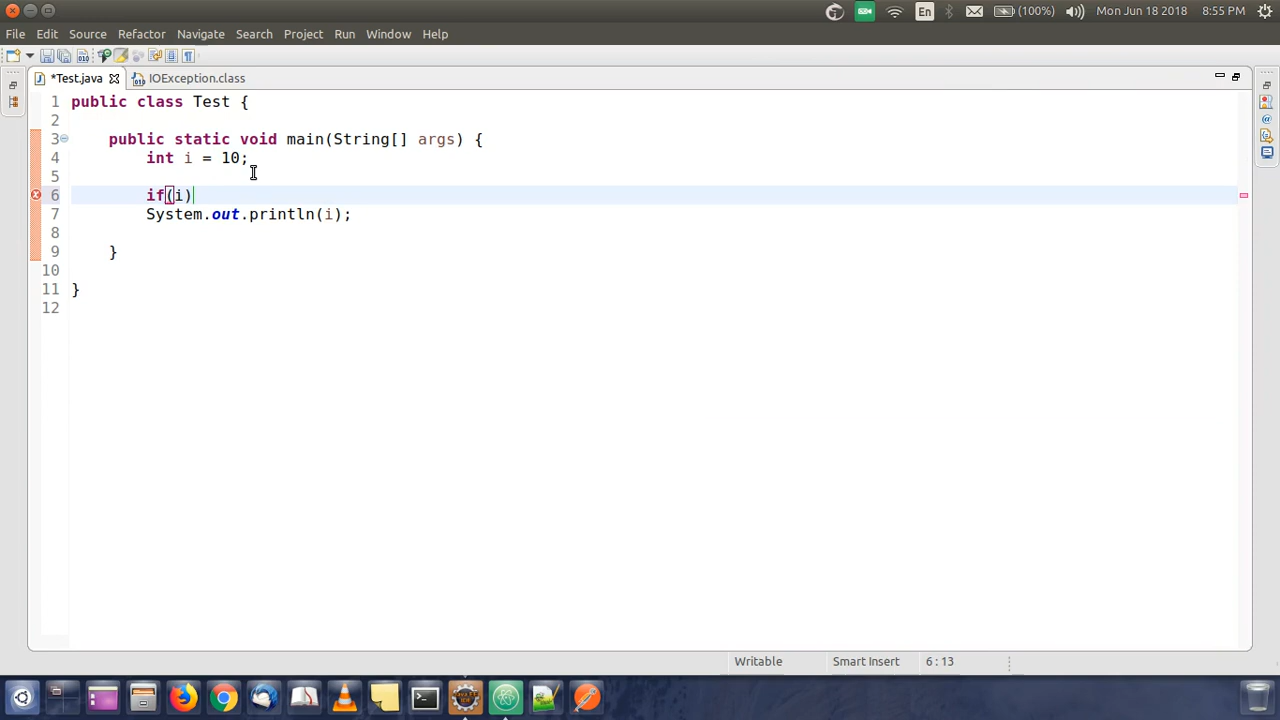 En
(100%)
Mon Jun 18 2018
8:55 PM
File Edit Source Refactor Navigate Search Project Run Window Help
*Test.java
IOException.class
1 public class Test {
2
3 public static void main(String[] args) {
4 int i = 10;
5
6 if(i)
7 System.out.println(i);
8
9 }
10
11 }
12
Writable Smart Insert 6 : 13